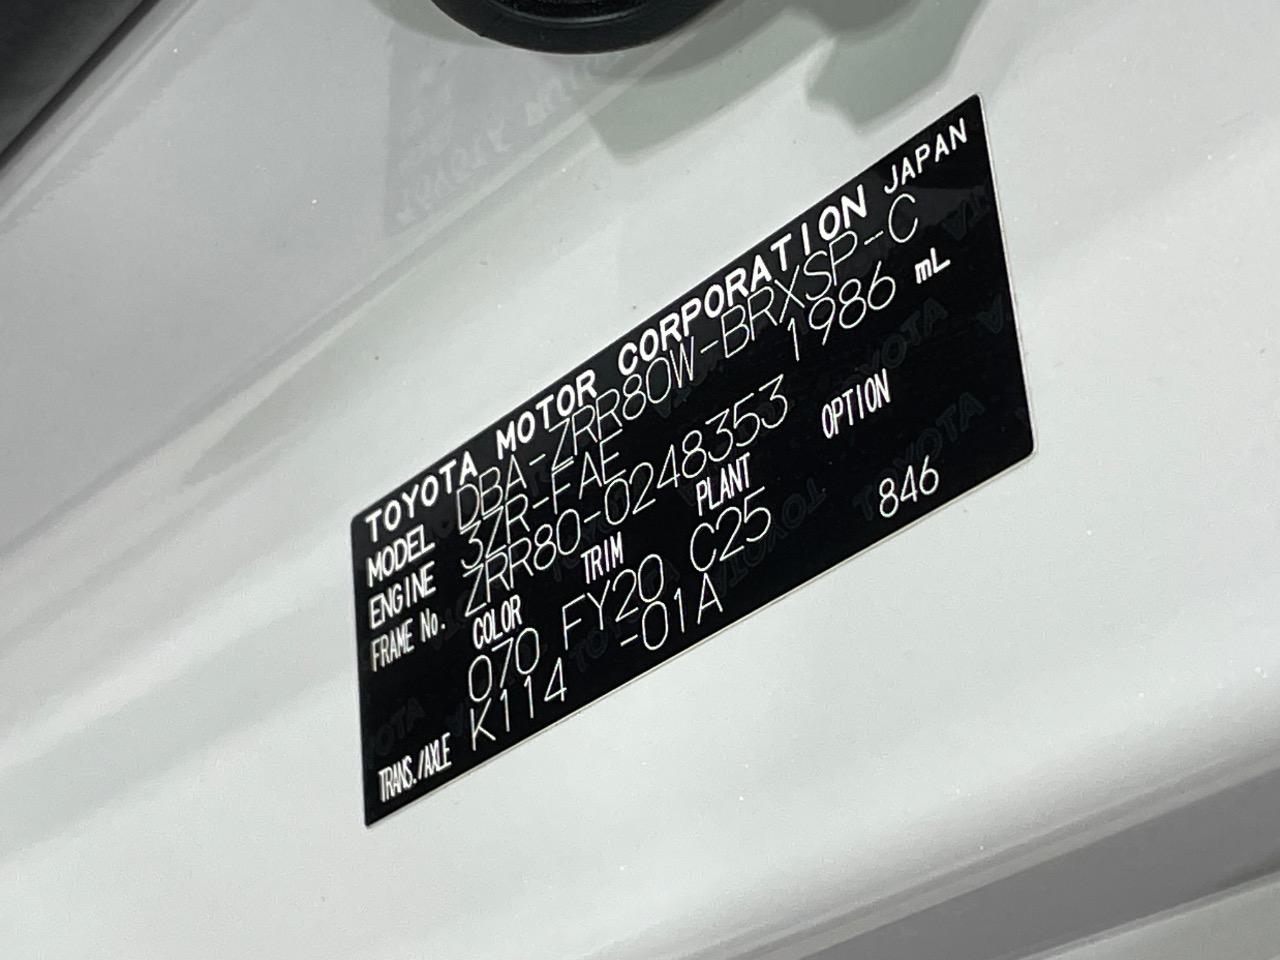 TOYOTA MOTOR CORPORATION JAPAN
MODEL DBA-ZRR80W-BRXSP-C
ENGINE 3ZR-FAE 1986 mL
FRAME No. ZRR80-0248353
COLOR TRIM PLANT OPTION
070 FY20 C25 846
TRANS./AXLE K114 -01A